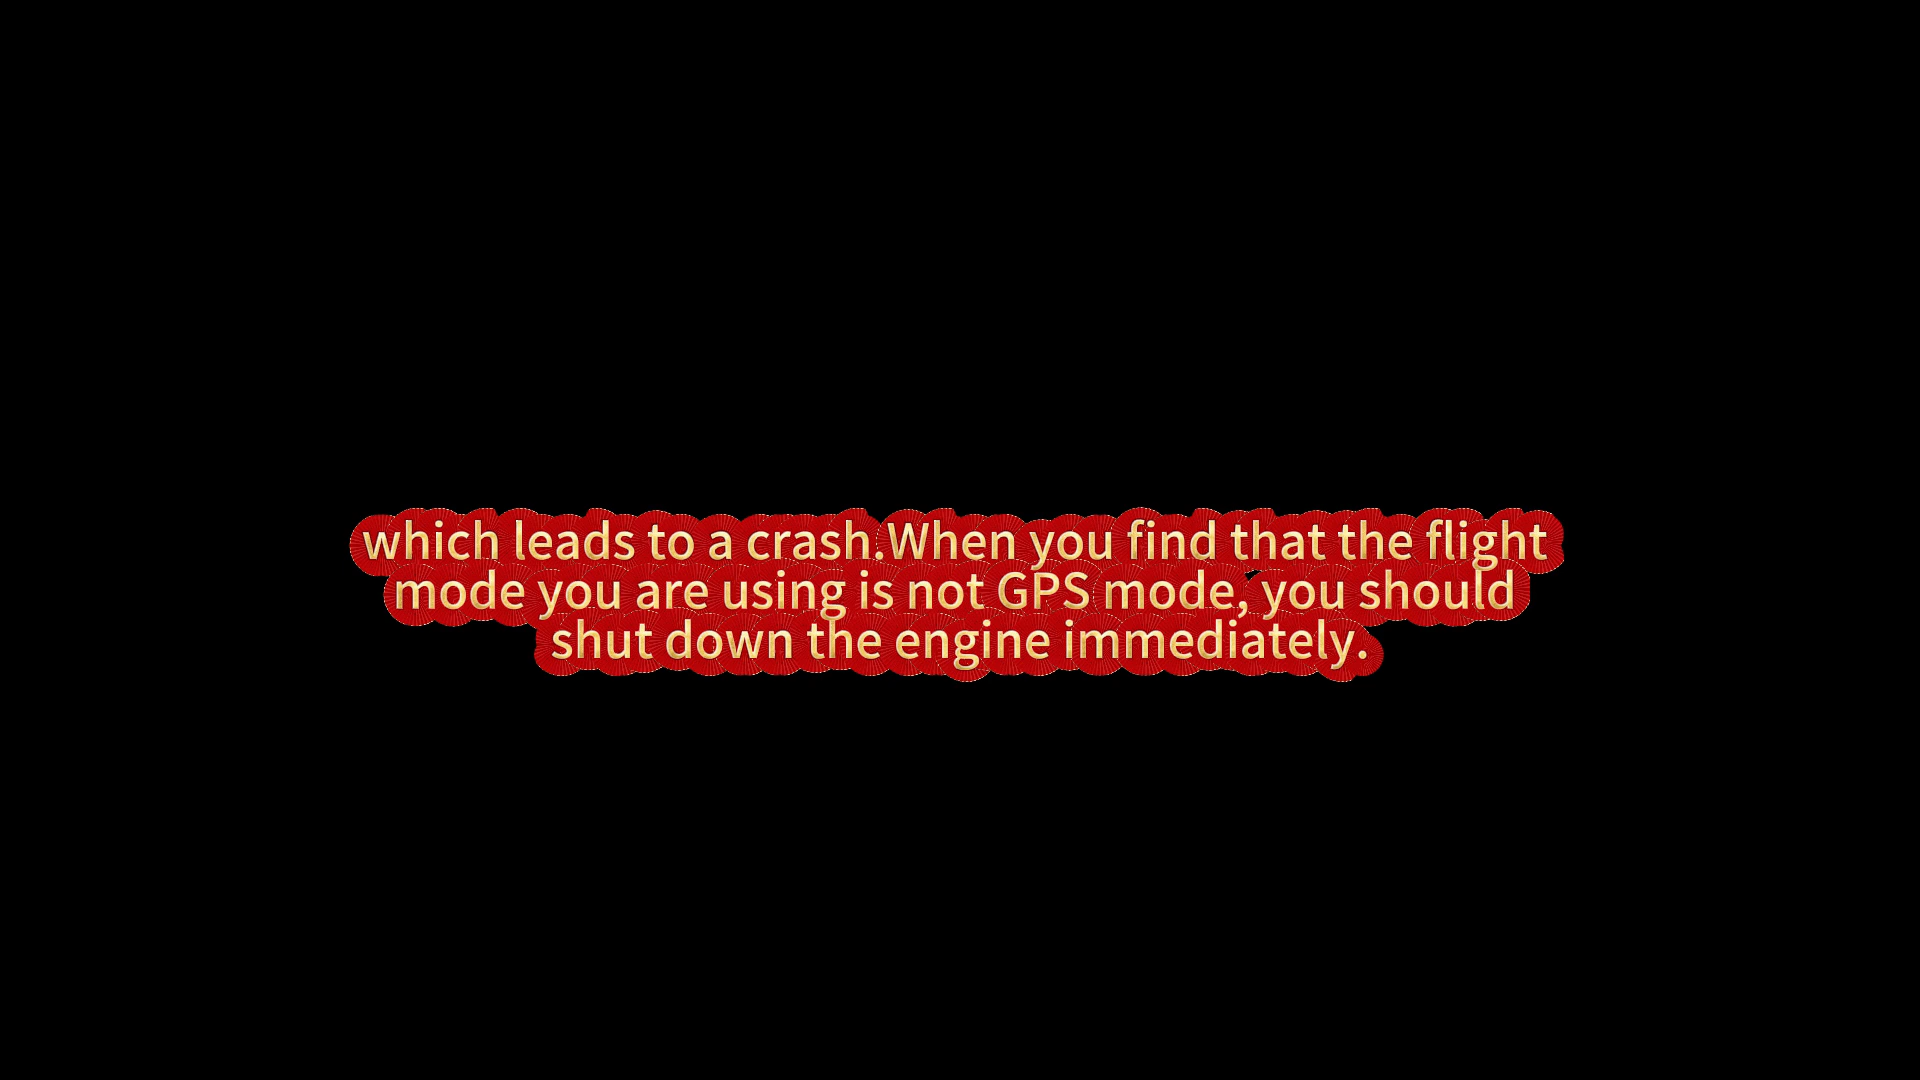 which leads to a crash.When you find that the flight
mode you are using is not GPS mode, you should
shut down the engine immediately.